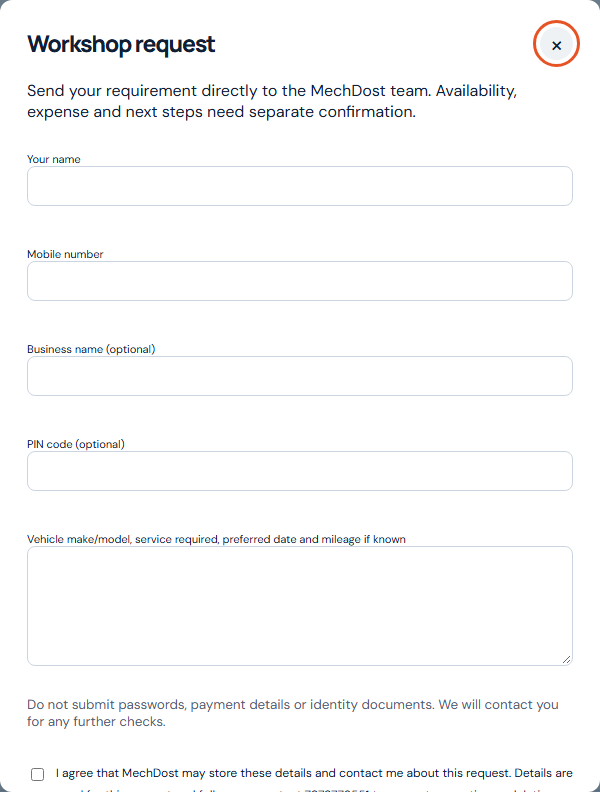 Workshop request
×
Send your requirement directly to the MechDost team. Availability,
expense and next steps need separate confirmation.
Your name
Mobile number
Business name (optional)
PIN code (optional)
Vehicle make/model, service required, preferred date and mileage if known
Do not submit passwords, payment details or identity documents. We will contact you
for any further checks.
I agree that MechDost may store these details and contact me about this request. Details are